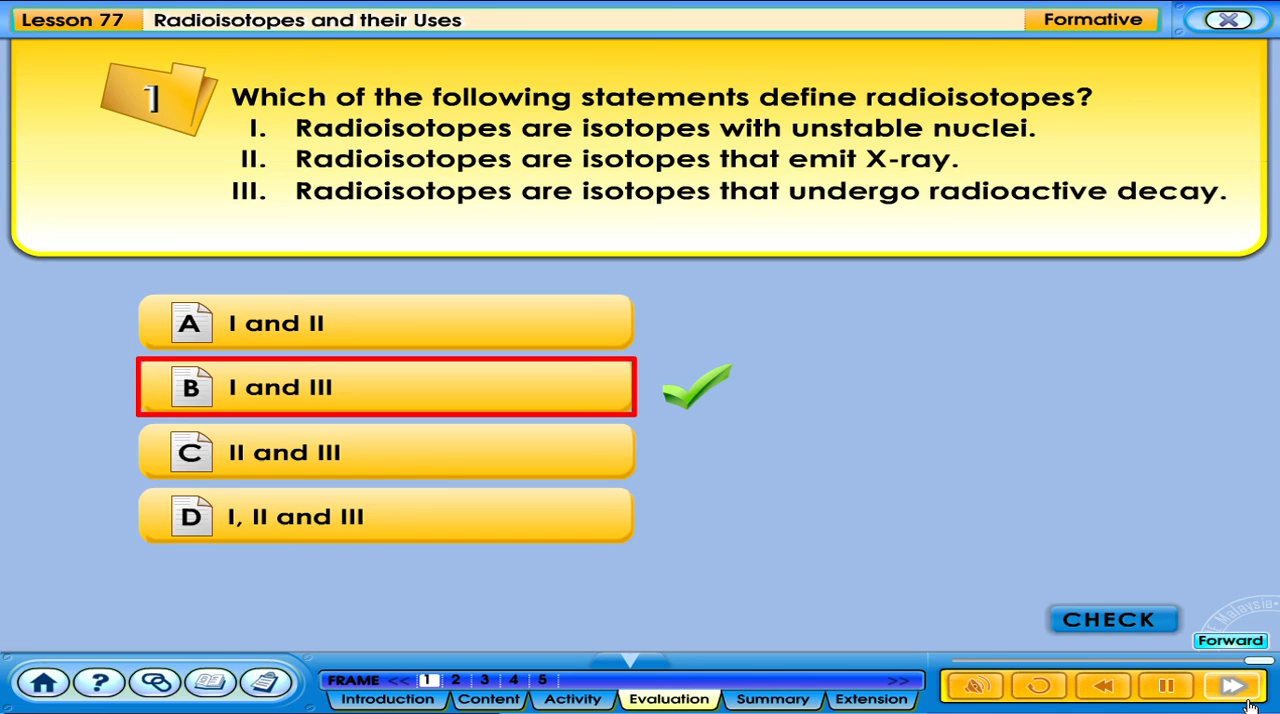 Lesson 77
Radioisotopes and their Uses
Formative
1
Which of the following statements define radioisotopes?
I. Radioisotopes are isotopes with unstable nuclei.
II. Radioisotopes are isotopes that emit X-ray.
III. Radioisotopes are isotopes that undergo radioactive decay.
A I and II
B I and III
C II and III
D I, II and III
CHECK
Malaysia
Forward
FRAME << 1 2 3 4 5 >>
Introduction Content Activity Evaluation Summary Extension